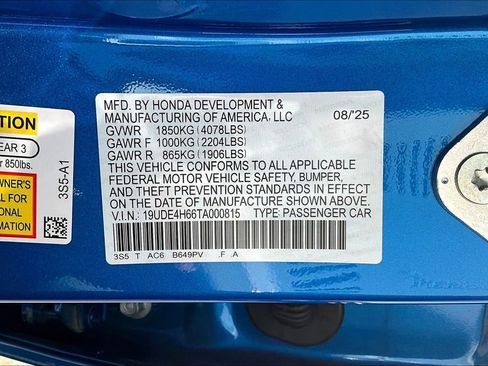 MFD. BY HONDA DEVELOPMENT &
MANUFACTURING OF AMERICA, LLC 08/'25
GVWR 1850KG(4078LBS)
GAWR F 1000KG(2204LBS)
GAWR R 865KG(1906LBS)
THIS VEHICLE CONFORMS TO ALL APPLICABLE
FEDERAL MOTOR VEHICLE SAFETY, BUMPER,
AND THEFT PREVENTION STANDARDS IN EFFECT
ON THE DATE OF MANUFACTURE SHOWN ABOVE.
V.I.N.: 19UDE4H66TA000815 TYPE: PASSENGER CAR
3S5 T AC6 B649PV .F .A
TION
EAR 3
r 850lbs.
WNER'S
AL FOR
ONAL
MATION
3S5-A1